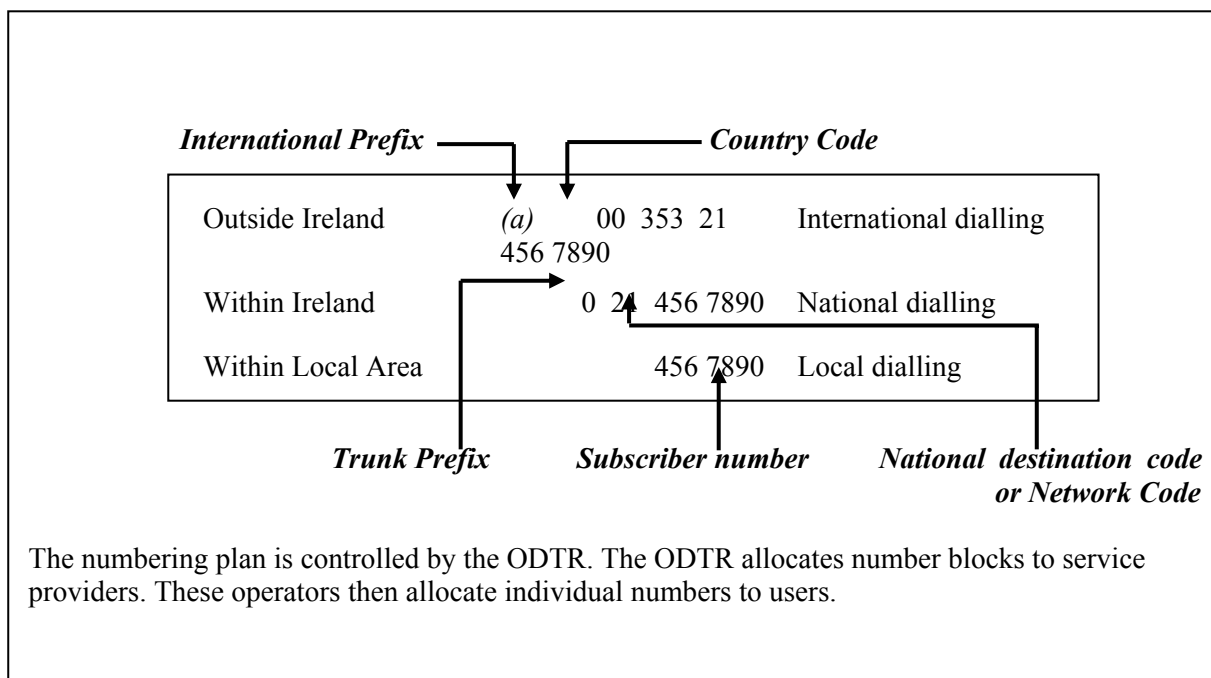 International Prefix Country Code
Outside Ireland (a) 00 353 21 International dialling
456 7890
Within Ireland 0 21 456 7890 National dialling
Within Local Area 456 7890 Local dialling
Trunk Prefix Subscriber number National destination code
or Network Code
The numbering plan is controlled by the ODTR. The ODTR allocates number blocks to service
providers. These operators then allocate individual numbers to users.